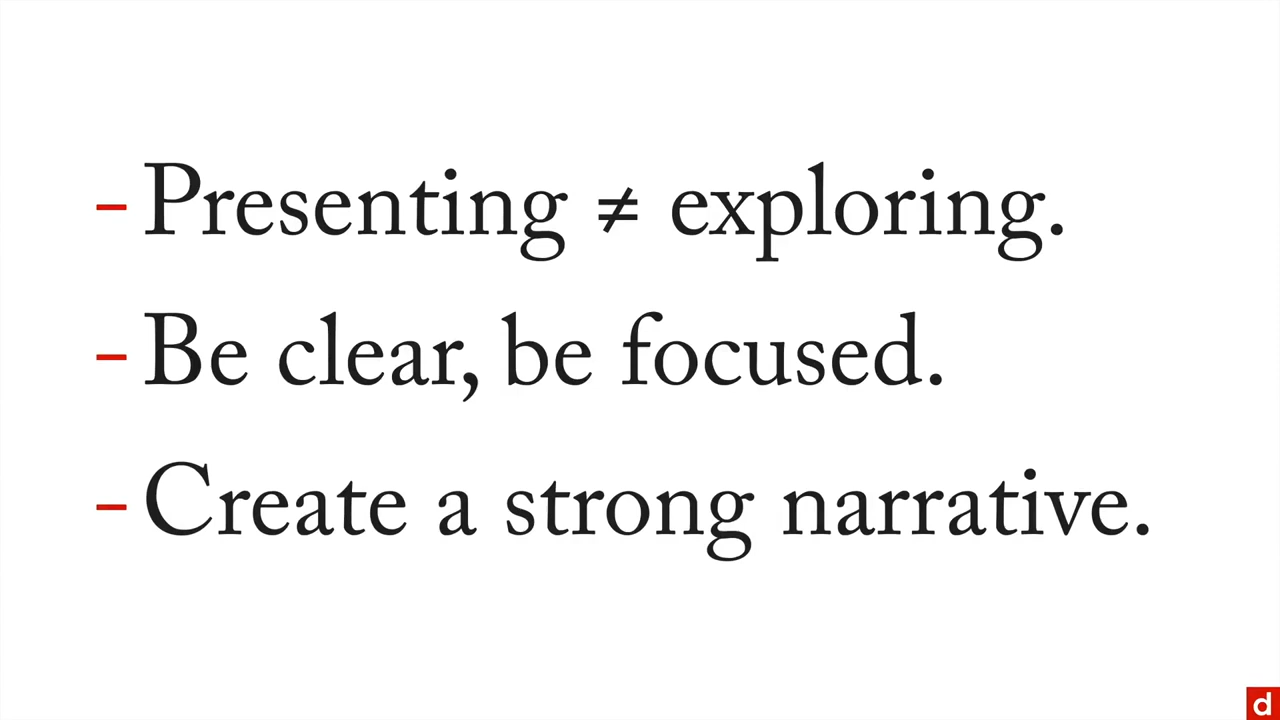 - Presenting ≠ exploring.
- Be clear, be focused.
- Create a strong narrative.
d